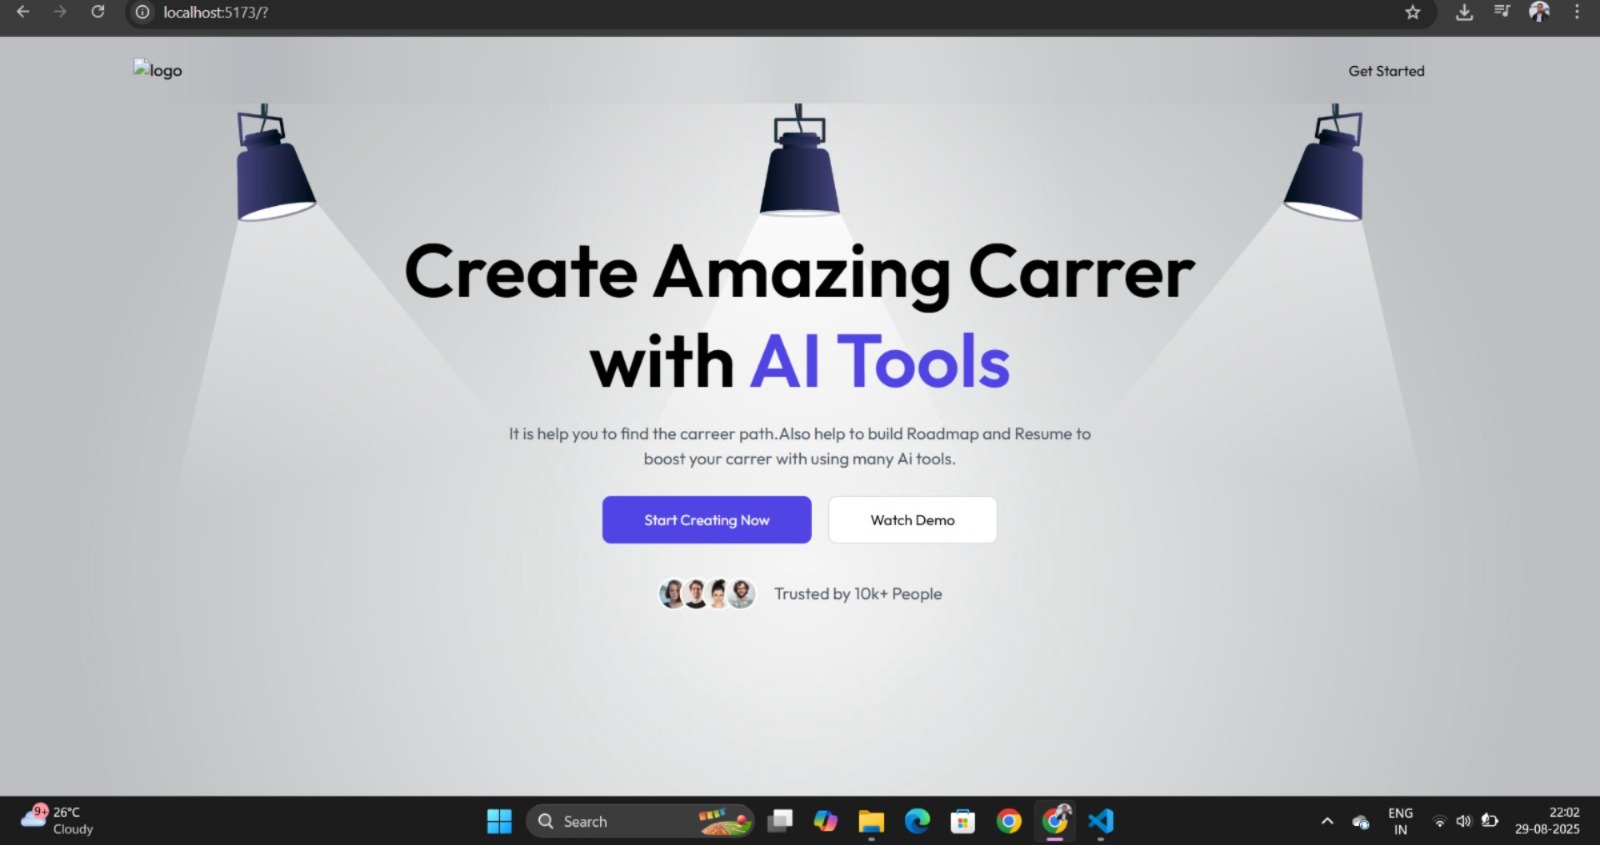 localhost:5173/?
logo
Get Started
Create Amazing Carrer
with AI Tools
It is help you to find the carreer path.Also help to build Roadmap and Resume to
boost your carrer with using many Ai tools.
Start Creating Now
Watch Demo
Trusted by 10k+ People
9+
26°C
Cloudy
Search
ENG
IN
22:02
29-08-2025